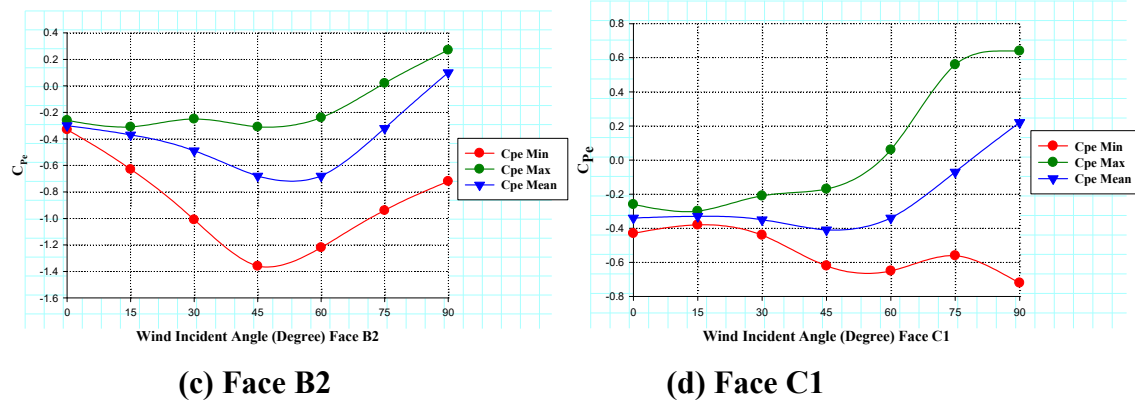 0.4
0.2
0.0
-0.2
-0.4
-0.6
-0.8
-1.0
-1.2
-1.4
-1.6
C Pe
0 15 30 45 60 75 90
Wind Incident Angle (Degree) Face B2
Cpe Min
Cpe Max
Cpe Mean
(c) Face B2
0.8
0.6
0.4
0.2
0.0
-0.2
-0.4
-0.6
-0.8
C Pe
0 15 30 45 60 75 90
Wind Incident Angle (Degree) Face C1
Cpe Min
Cpe Max
Cpe Mean
(d) Face C1